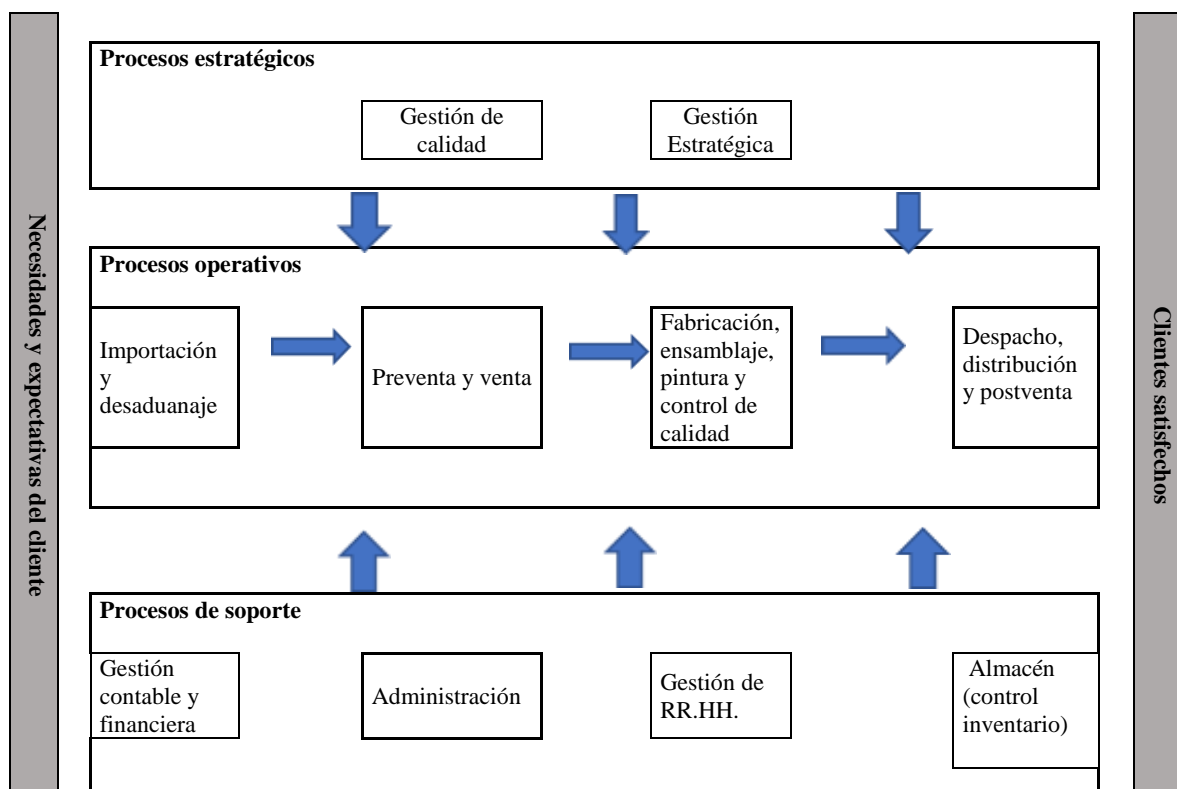 Necesidades y expectativas del cliente
Procesos estratégicos
Gestión de
calidad
Gestión
Estratégica
Procesos operativos
Importación
y
desaduanaje
Preventa y venta
Fabricación,
ensamblaje,
pintura y
control de
calidad
Despacho,
distribución
y postventa
Procesos de soporte
Gestión
contable y
financiera
Administración
Gestión de
RR.HH.
Almacén
(control
inventario)
Clientes satisfechos